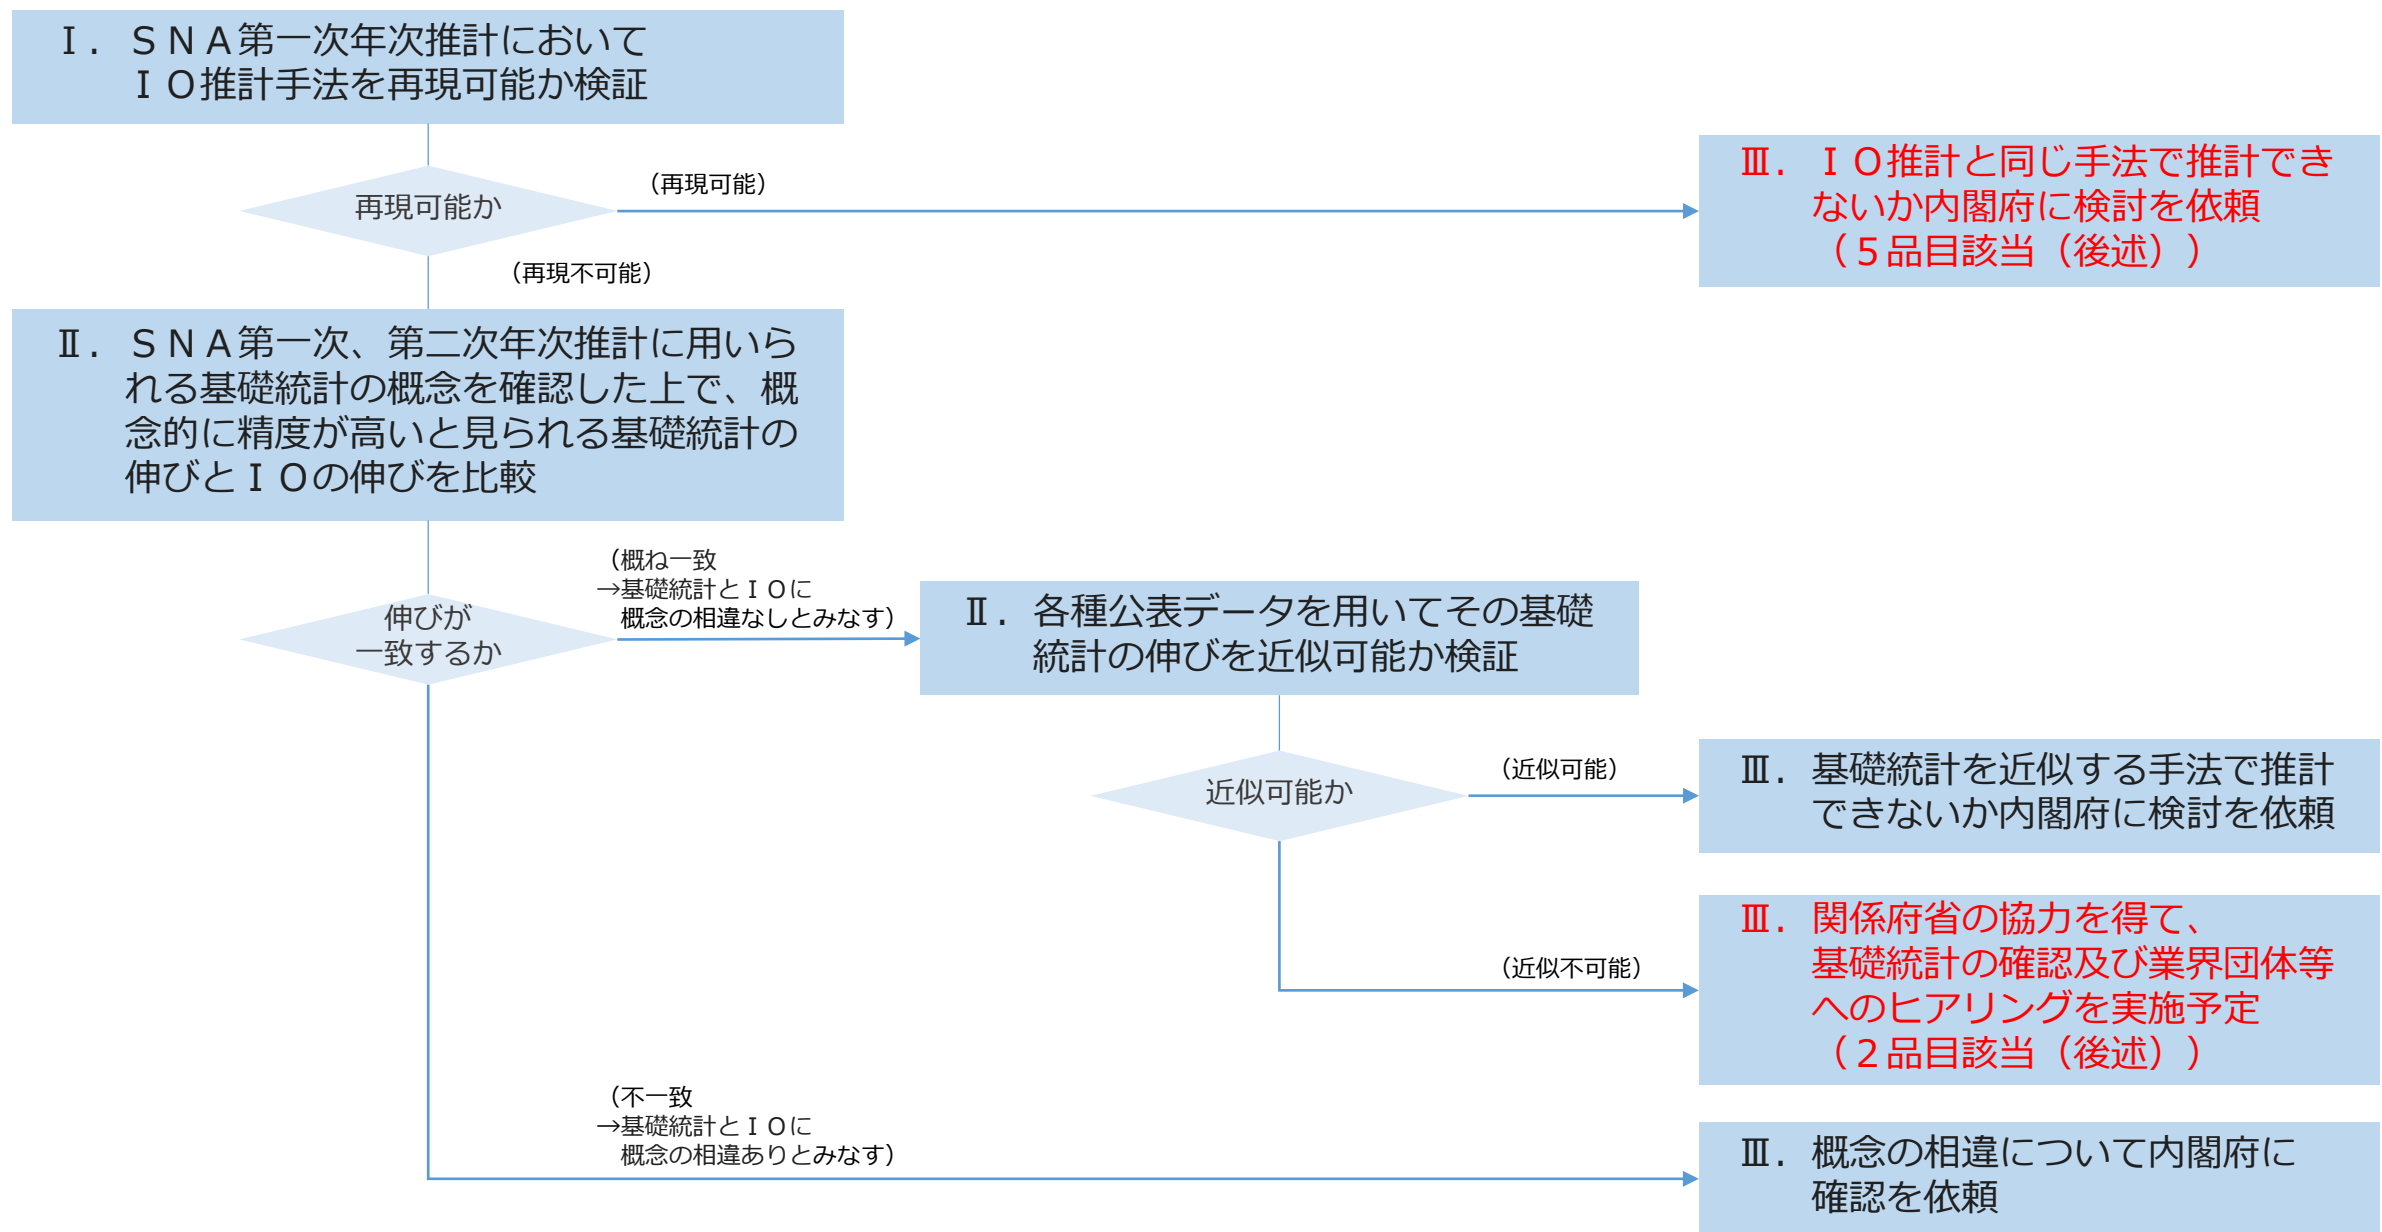 Ⅰ．ＳＮＡ第一次年次推計において
ＩＯ推計手法を再現可能か検証
再現可能か
（再現可能）
Ⅲ．ＩＯ推計と同じ手法で推計でき
ないか内閣府に検討を依頼
（５品目該当（後述））
（再現不可能）
Ⅱ．ＳＮＡ第一次、第二次年次推計に用いら
れる基礎統計の概念を確認した上で、概
念的に精度が高いと見られる基礎統計の
伸びとＩＯの伸びを比較
伸びが
一致するか
（概ね一致
→基礎統計とＩＯに
概念の相違なしとみなす）
Ⅱ．各種公表データを用いてその基礎
統計の伸びを近似可能か検証
近似可能か
（近似可能）
Ⅲ．基礎統計を近似する手法で推計
できないか内閣府に検討を依頼
（近似不可能）
Ⅲ．関係府省の協力を得て、
基礎統計の確認及び業界団体等
へのヒアリングを実施予定
（２品目該当（後述））
（不一致
→基礎統計とＩＯに
概念の相違ありとみなす）
Ⅲ．概念の相違について内閣府に
確認を依頼